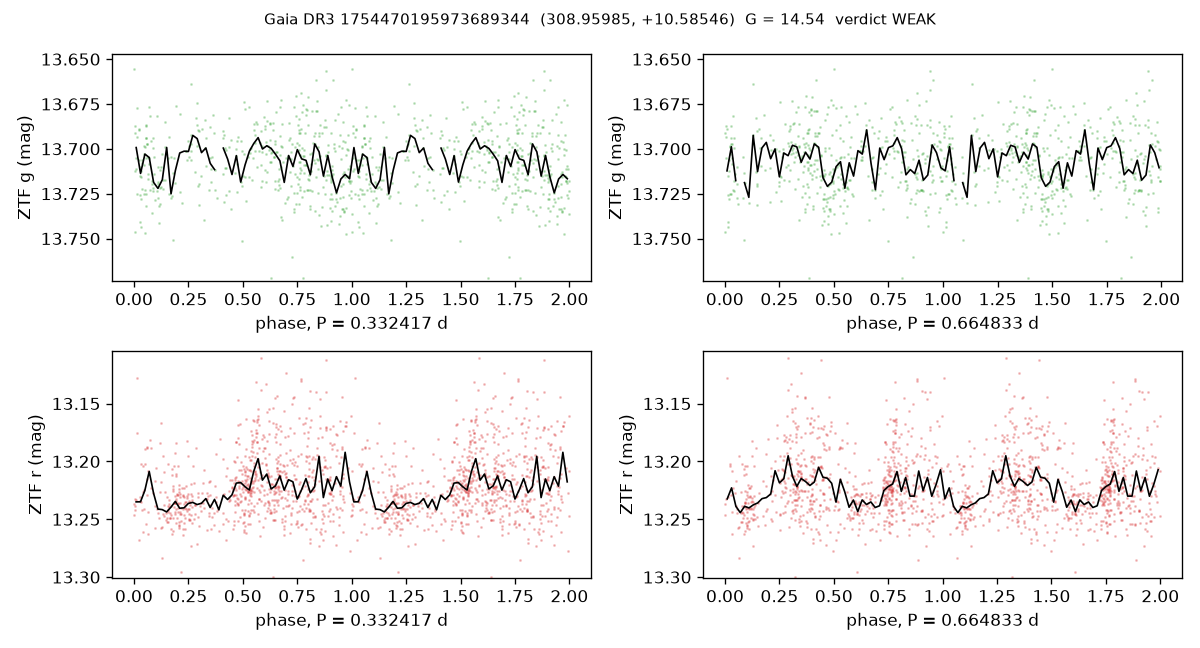 Gaia DR3 1754470195973689344  (308.95985, +10.58546)  G = 14.54  verdict WEAK
13.650
13.675
13.700
13.725
13.750
ZTF g (mag)
0.00 0.25 0.50 0.75 1.00 1.25 1.50 1.75 2.00
phase, P = 0.332417 d
13.650
13.675
13.700
13.725
13.750
ZTF g (mag)
0.00 0.25 0.50 0.75 1.00 1.25 1.50 1.75 2.00
phase, P = 0.664833 d
13.15
13.20
13.25
13.30
ZTF r (mag)
0.00 0.25 0.50 0.75 1.00 1.25 1.50 1.75 2.00
phase, P = 0.332417 d
13.15
13.20
13.25
13.30
ZTF r (mag)
0.00 0.25 0.50 0.75 1.00 1.25 1.50 1.75 2.00
phase, P = 0.664833 d